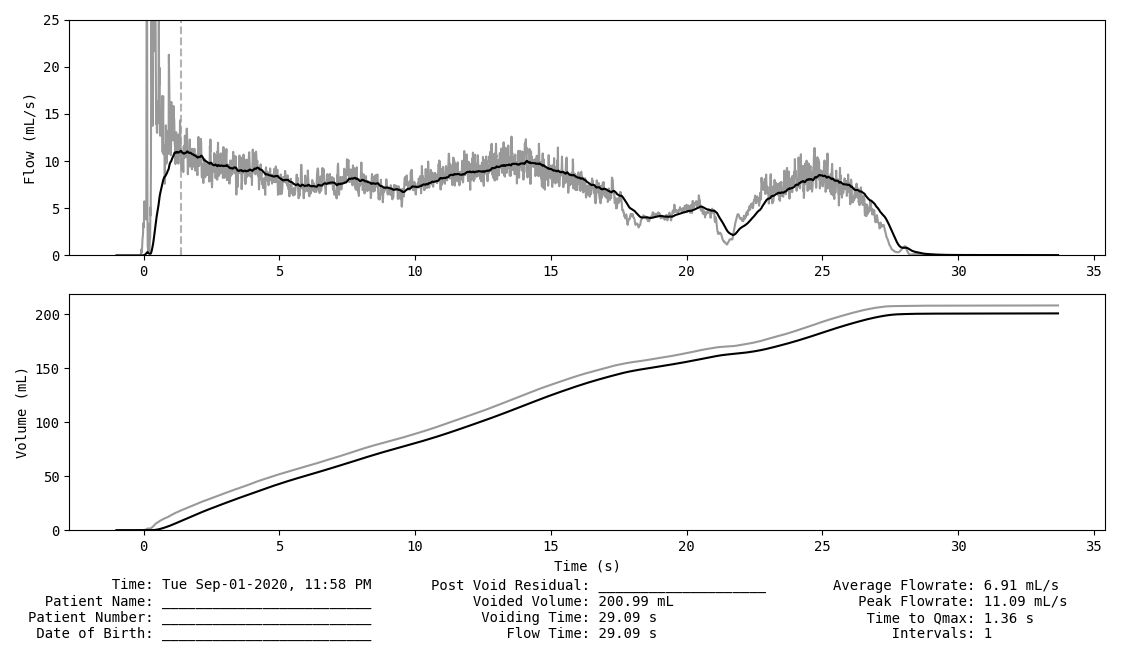 25
20
15
10
5
0
Flow (mL/s)
0 5 10 15 20 25 30 35
200
150
100
50
0
Volume (mL)
0 5 10 15 20 25 30 35
Time (s)
Time: Tue Sep-01-2020, 11:58 PM
Patient Name: _________________________
Patient Number: _________________________
Date of Birth: _________________________
Post Void Residual: ____________________
Voided Volume: 200.99 mL
Voiding Time: 29.09 s
Flow Time: 29.09 s
Average Flowrate: 6.91 mL/s
Peak Flowrate: 11.09 mL/s
Time to Qmax: 1.36 s
Intervals: 1